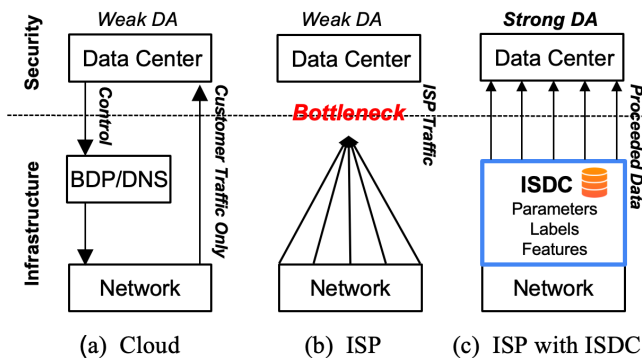 Security
Infrastructure
Weak DA
Data Center
Control
Customer Traffic Only
BDP/DNS
Network
(a) Cloud
Weak DA
Data Center
Bottleneck
ISP Traffic
Network
(b) ISP
Strong DA
Data Center
Proceeded Data
ISDC
Parameters
Labels
Features
Network
(c) ISP with ISDC